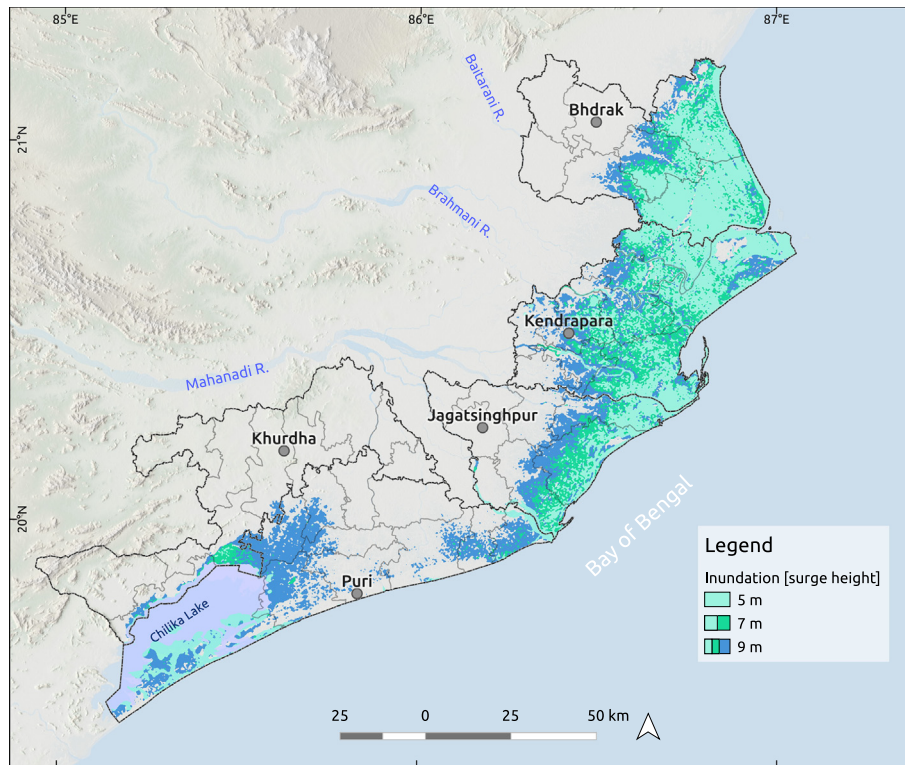 85°E
86°E
87°E
Baitarani R.
Bhdrak
21°N
Brahmani R.
Kendrapara
Mahanadi R.
Jagatsinghpur
Khurdha
20°N
Bay of Bengal
Legend
Inundation [surge height]
Puri
5 m
Chilika Lake
7 m
9 m
25 0 25 50 km